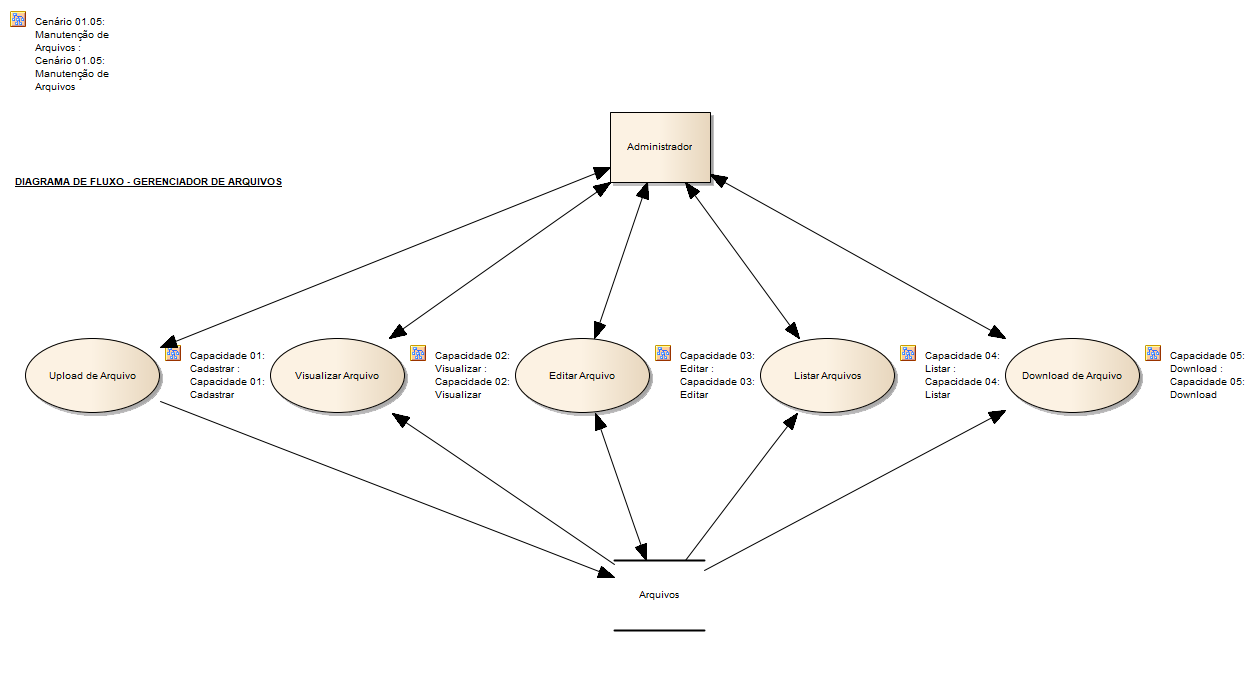 Cenário 01.05:
Manutenção de
Arquivos :
Cenário 01.05:
Manutenção de
Arquivos
Administrador
DIAGRAMA DE FLUXO - GERENCIADOR DE ARQUIVOS
Upload de Arquivo
Capacidade 01:
Cadastrar :
Capacidade 01:
Cadastrar
Visualizar Arquivo
Capacidade 02:
Visualizar :
Capacidade 02:
Visualizar
Editar Arquivo
Capacidade 03:
Editar :
Capacidade 03:
Editar
Listar Arquivos
Capacidade 04:
Listar :
Capacidade 04:
Listar
Download de Arquivo
Capacidade 05:
Download :
Capacidade 05:
Download
Arquivos